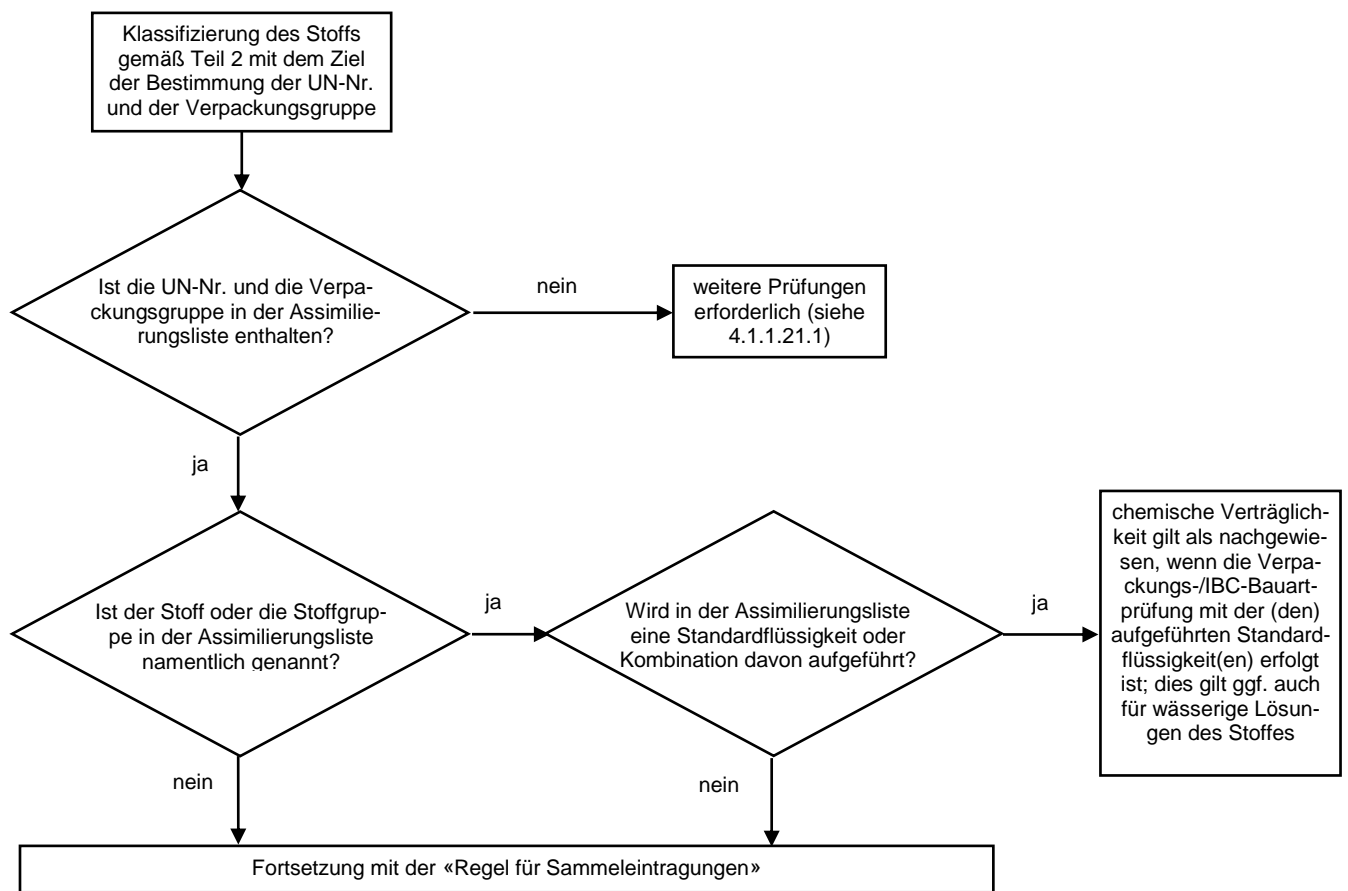 Klassifizierung des Stoffs
gemäß Teil 2 mit dem Ziel
der Bestimmung der UN-Nr.
und der Verpackungsgruppe
Ist die UN-Nr. und die Verpa-
ckungsgruppe in der Assimilie-
rungsliste enthalten?
nein
weitere Prüfungen
erforderlich (siehe
4.1.1.21.1)
ja
Ist der Stoff oder die Stoffgrup-
pe in der Assimilierungsliste
namentlich genannt?
ja
Wird in der Assimilierungsliste
eine Standardflüssigkeit oder
Kombination davon aufgeführt?
ja
chemische Verträglich-
keit gilt als nachgewie-
sen, wenn die Verpa-
ckungs-/IBC-Bauart-
prüfung mit der (den)
aufgeführten Standard-
flüssigkeit(en) erfolgt
ist; dies gilt ggf. auch
für wässerige Lösun-
gen des Stoffes
nein
nein
Fortsetzung mit der «Regel für Sammeleintragungen»